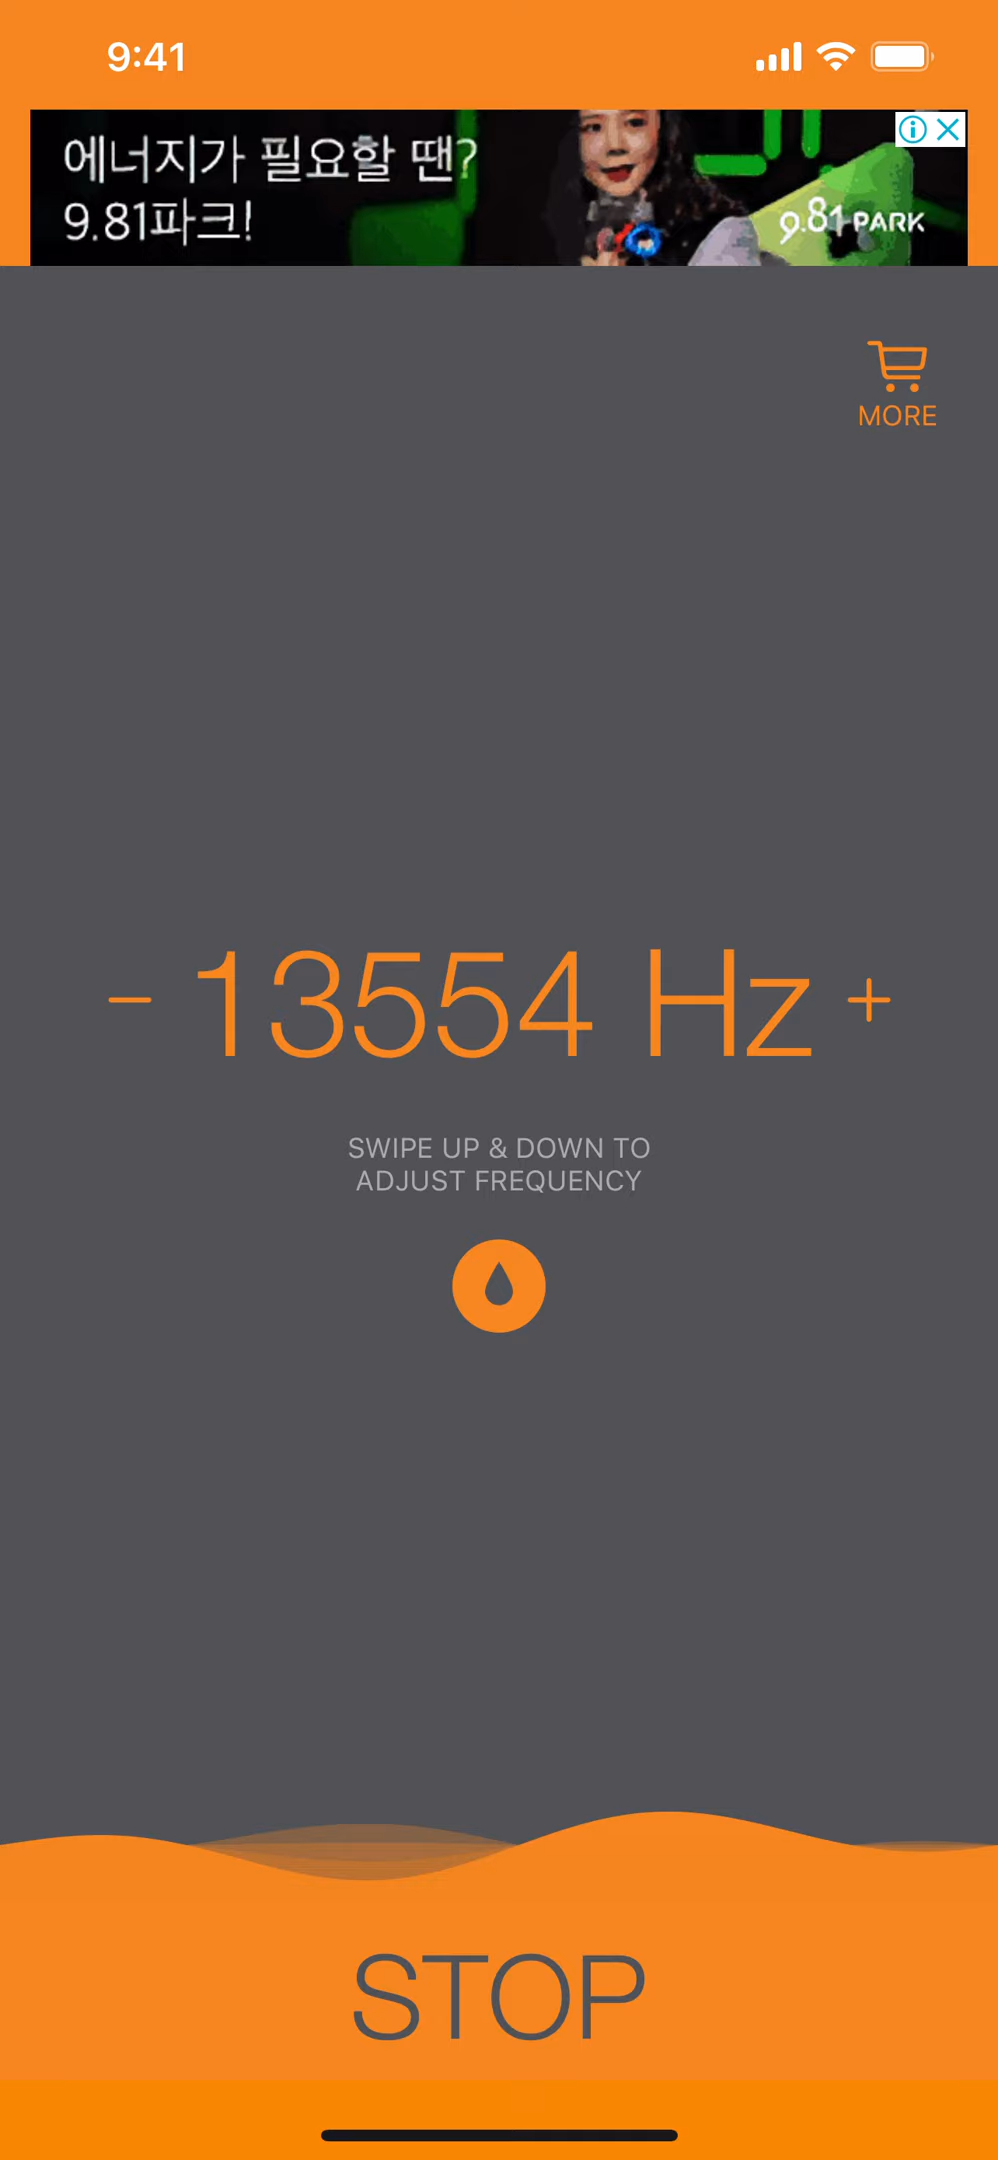 9:41
에너지가 필요할 땐?
9.81파크!
9.81 PARK
MORE
− 13554 Hz +
SWIPE UP & DOWN TO
ADJUST FREQUENCY
STOP